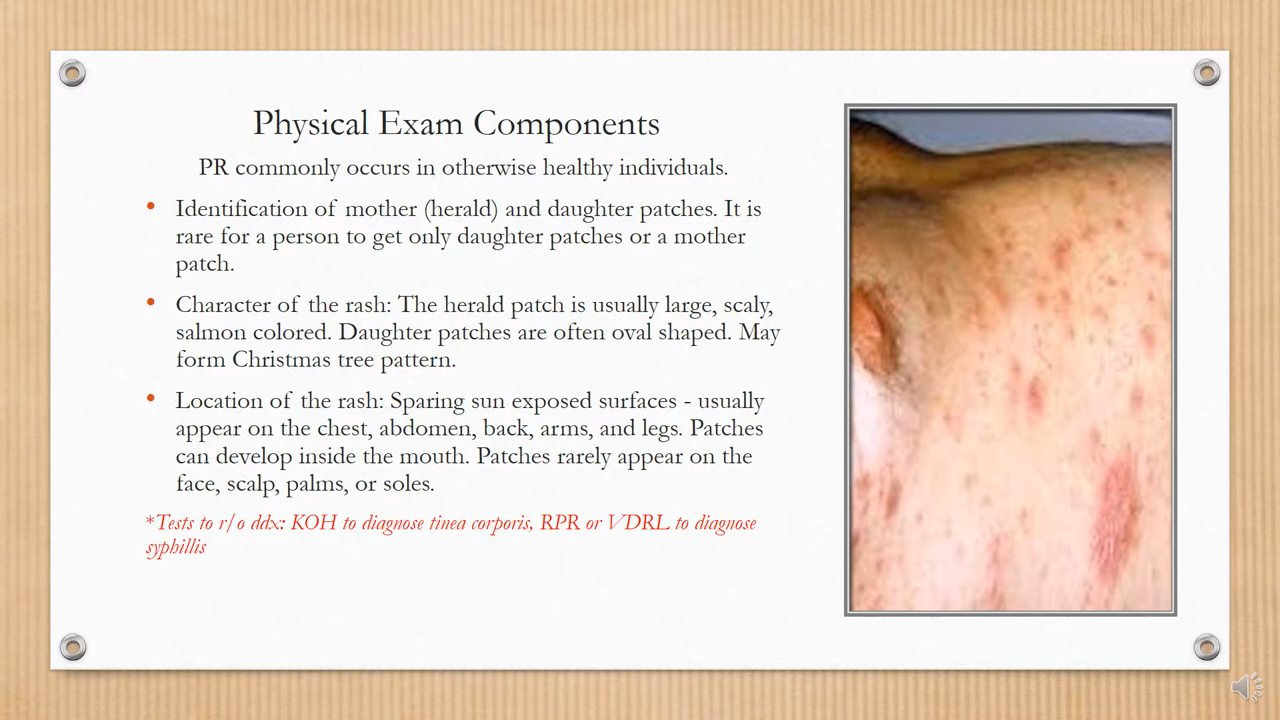 Physical Exam Components
PR commonly occurs in otherwise healthy individuals.
• Identification of mother (herald) and daughter patches. It is
rare for a person to get only daughter patches or a mother
patch.
• Character of the rash: The herald patch is usually large, scaly,
salmon colored. Daughter patches are often oval shaped. May
form Christmas tree pattern.
• Location of the rash: Sparing sun exposed surfaces - usually
appear on the chest, abdomen, back, arms, and legs. Patches
can develop inside the mouth. Patches rarely appear on the
face, scalp, palms, or soles.
*Tests to r/o ddx: KOH to diagnose tinea corporis, RPR or VDRL to diagnose
syphillis